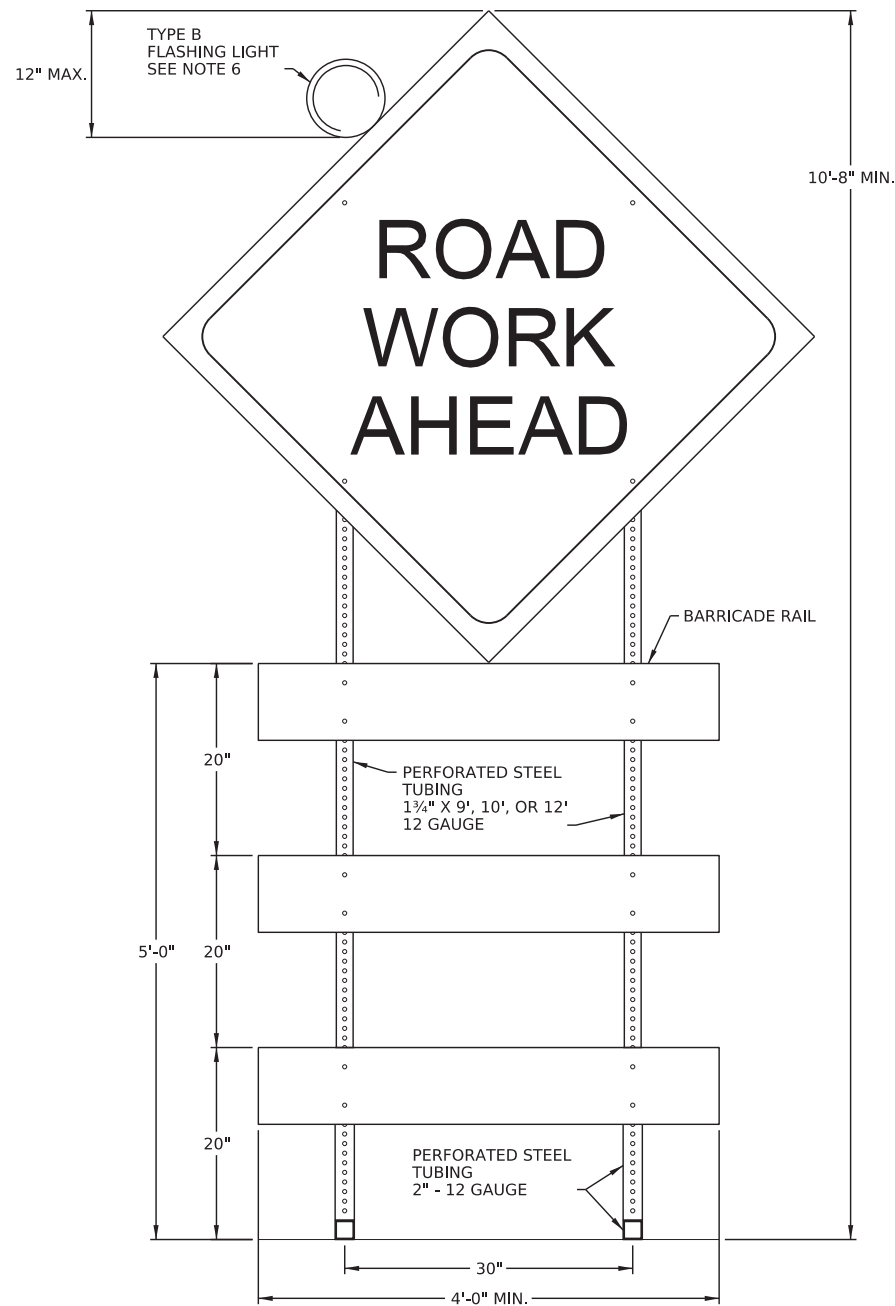 TYPE B
FLASHING LIGHT
SEE NOTE 6
12" MAX.
10'-8" MIN.
ROAD
WORK
AHEAD
BARRICADE RAIL
20"
PERFORATED STEEL
TUBING
1¾" X 9', 10', OR 12'
12 GAUGE
5'-0"
20"
20"
PERFORATED STEEL
TUBING
2" - 12 GAUGE
30"
4'-0" MIN.